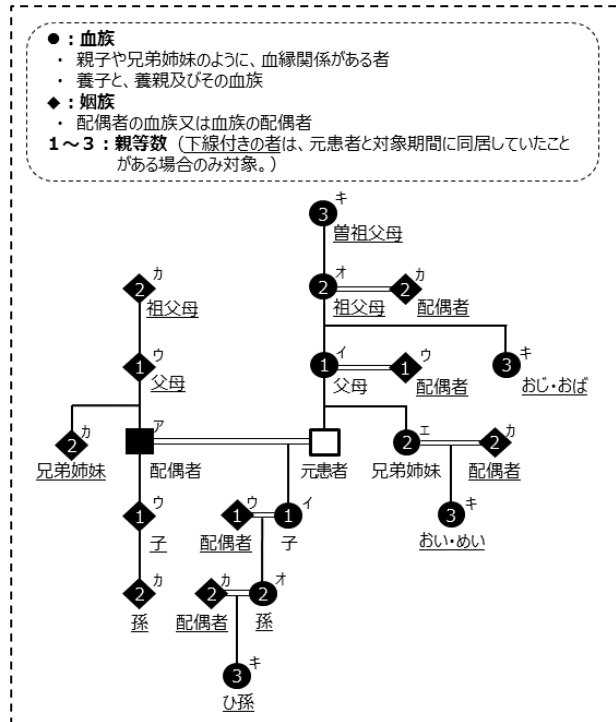 ●：血族
・ 親子や兄弟姉妹のように、血縁関係がある者
・ 養子と、養親及びその血族
◆：姻族
・ 配偶者の血族又は血族の配偶者
１～３：親等数（下線付きの者は、元患者と対象期間に同居していたこと
がある場合のみ対象。）
3 キ
曽祖父母
2 カ 2 オ 2 カ
祖父母 祖父母 配偶者
1 ウ 1 イ 1 ウ 3 キ
父母 父母 配偶者 おじ・おば
2 カ ア 2 エ 2 カ
兄弟姉妹 配偶者 元患者 兄弟姉妹 配偶者
1 ウ 1 ウ 1 イ 3 キ
子 配偶者 子 おい・めい
2 カ 2 カ 2 オ
孫 配偶者 孫
3 キ
ひ孫